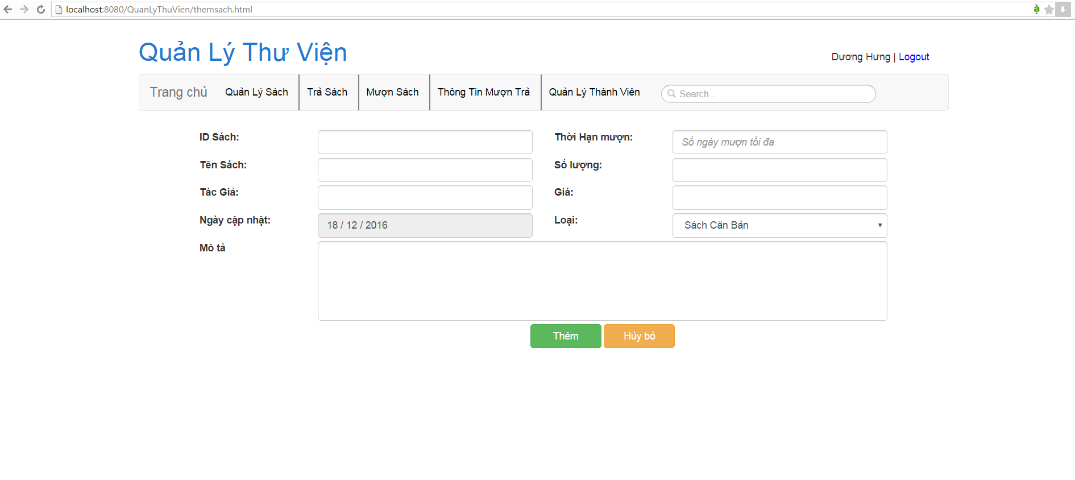 localhost:8080/QuanLyThuVien/themsach.html
Quản Lý Thư Viện
Dương Hưng | Logout
Trang chủ Quản Lý Sách Trả Sách Mượn Sách Thông Tin Mượn Trả Quản Lý Thành Viên Search...
ID Sách: Thời Hạn mượn: Số ngày mượn tối đa
Tên Sách: Số lượng:
Tác Giả: Giá:
Ngày cập nhật: 18 / 12 / 2016 Loại: Sách Căn Bản
Mô tả
Thêm Hủy bỏ